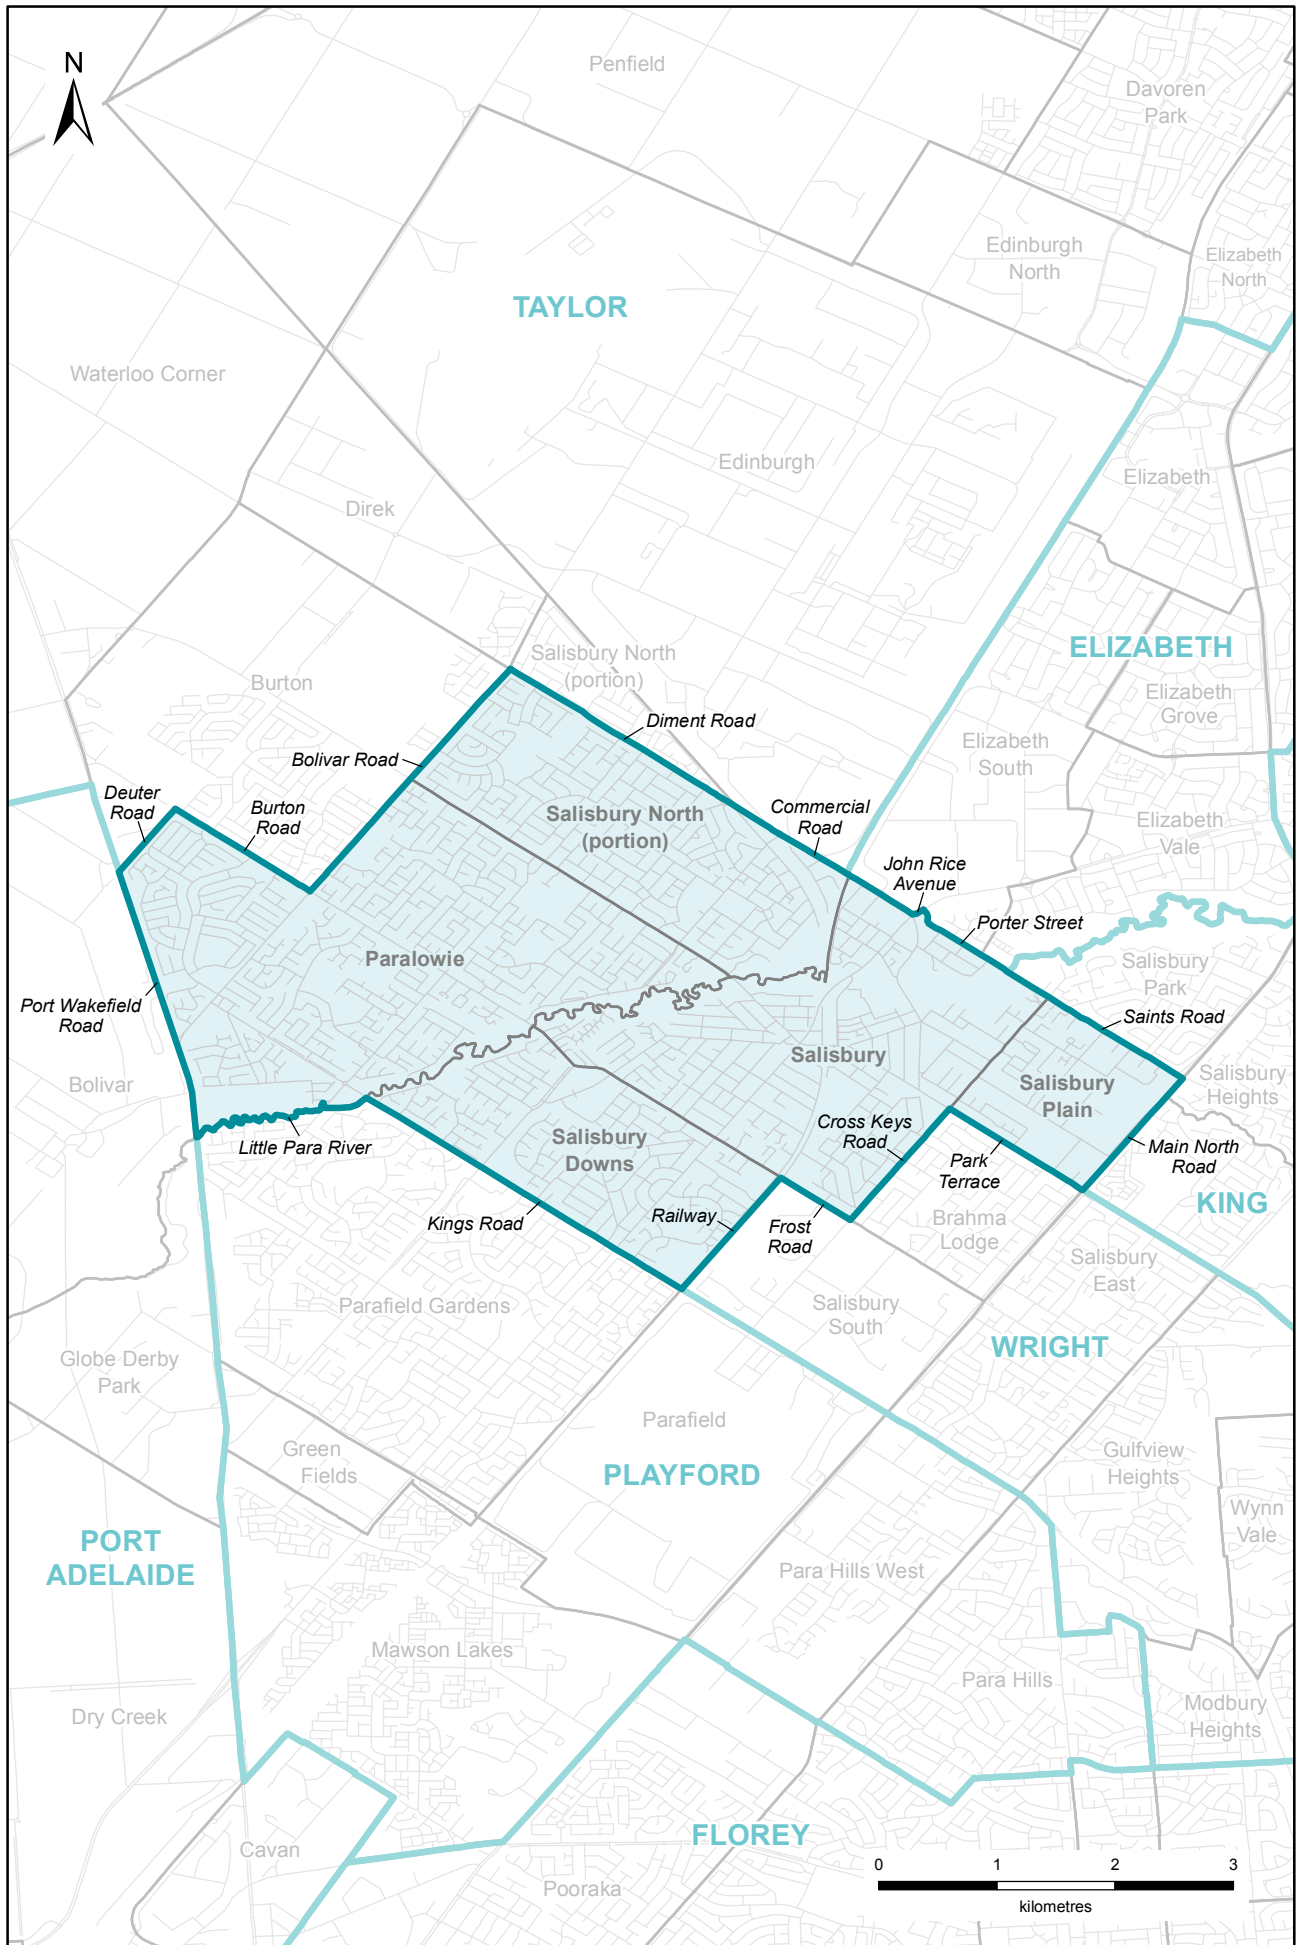 N
Penfield
Davoren
Park
Edinburgh
North
Elizabeth
North
TAYLOR
Waterloo Corner
Edinburgh
Elizabeth
Direk
ELIZABETH
Salisbury North
(portion)
Burton
Elizabeth
Grove
Diment Road
Elizabeth
South
Bolivar Road
Deuter
Road
Burton
Road
Salisbury North
(portion)
Commercial
Road
Elizabeth
Vale
John Rice
Avenue
Porter Street
Paralowie
Salisbury
Park
Port Wakefield
Road
Saints Road
Salisbury
Bolivar
Salisbury
Plain
Salisbury
Heights
Little Para River
Salisbury
Downs
Cross Keys
Road
Park
Terrace
Main North
Road
KING
Kings Road
Railway
Frost
Road
Brahma
Lodge
Salisbury
East
Parafield Gardens
Salisbury
South
WRIGHT
Globe Derby
Park
Parafield
Green
Fields
PLAYFORD
Gulfview
Heights
Wynn
Vale
PORT
ADELAIDE
Para Hills West
Mawson Lakes
Para Hills
Dry Creek
Modbury
Heights
FLOREY
Cavan
Pooraka
0 1 2 3
kilometres